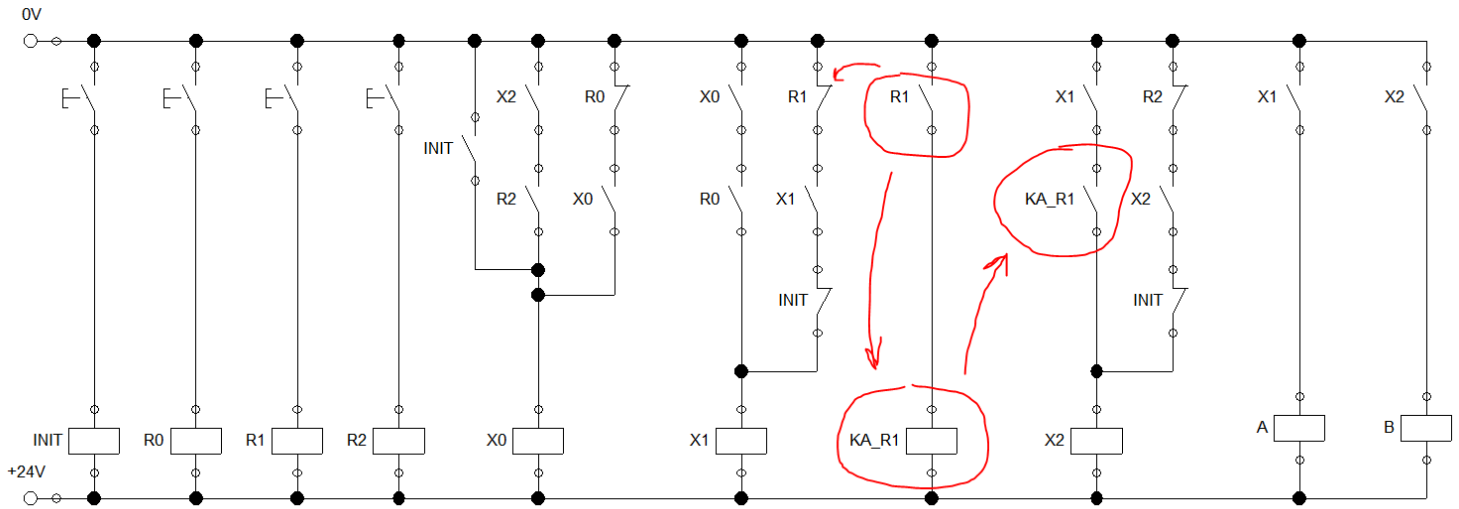 0V
X2 R0 X0 R1 R1 X1 R2 X1 X2
INIT
R2 X0 R0 X1 KA_R1 X2
INIT INIT
A B
INIT R0 R1 R2 X0 X1 KA_R1 X2
+24V